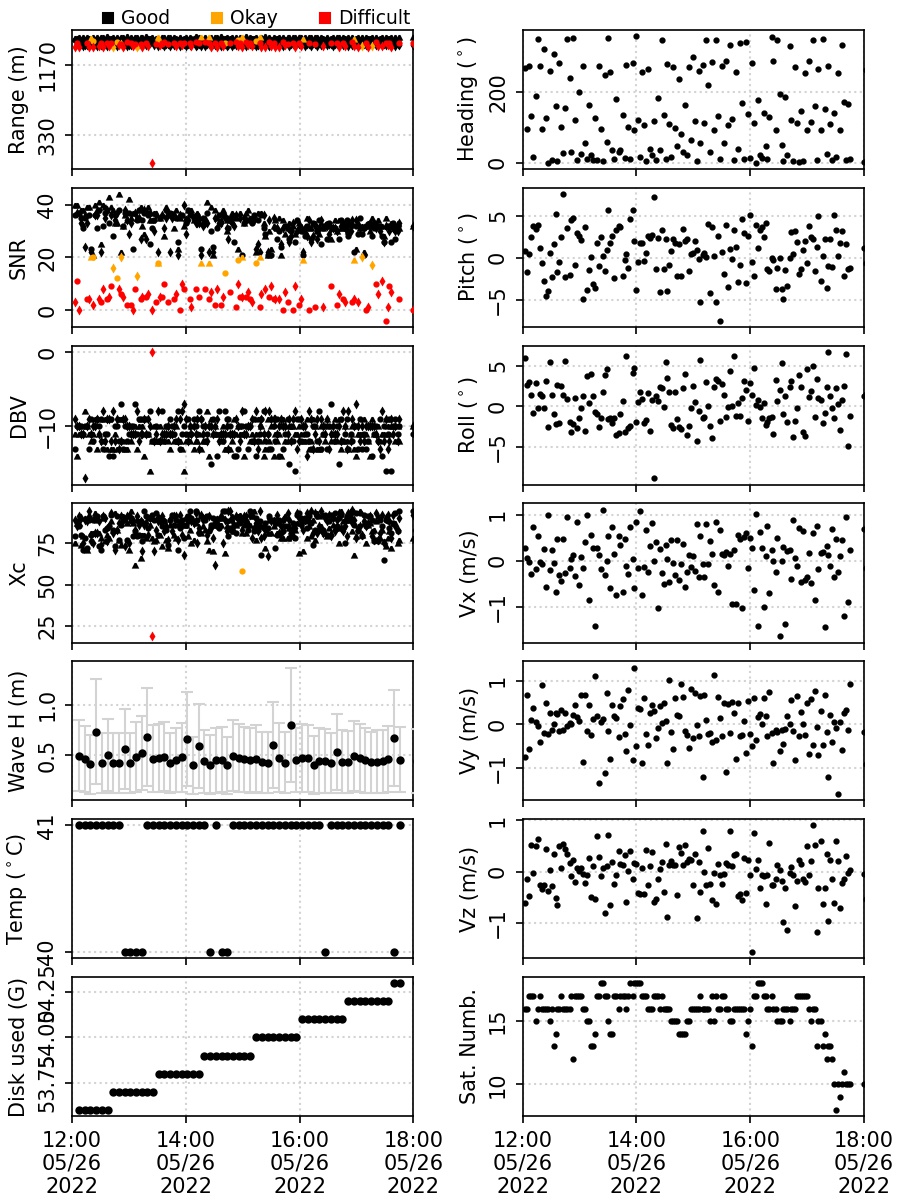 Good Okay Difficult
Range (m)
1170
330
Heading (°)
200
0
SNR
40
20
0
Pitch (°)
5
0
−5
DBV
0
−10
Roll (°)
5
0
−5
Xc
75
50
25
Vx (m/s)
1
0
−1
Wave H (m)
1.0
0.5
Vy (m/s)
1
0
−1
Temp (°C)
41
40
Vz (m/s)
1
0
−1
Disk used (G)
54.25
54.00
53.75
Sat. Numb.
15
10
12:00 14:00 16:00 18:00
05/26 05/26 05/26 05/26
2022 2022 2022 2022
12:00 14:00 16:00 18:00
05/26 05/26 05/26 05/26
2022 2022 2022 2022